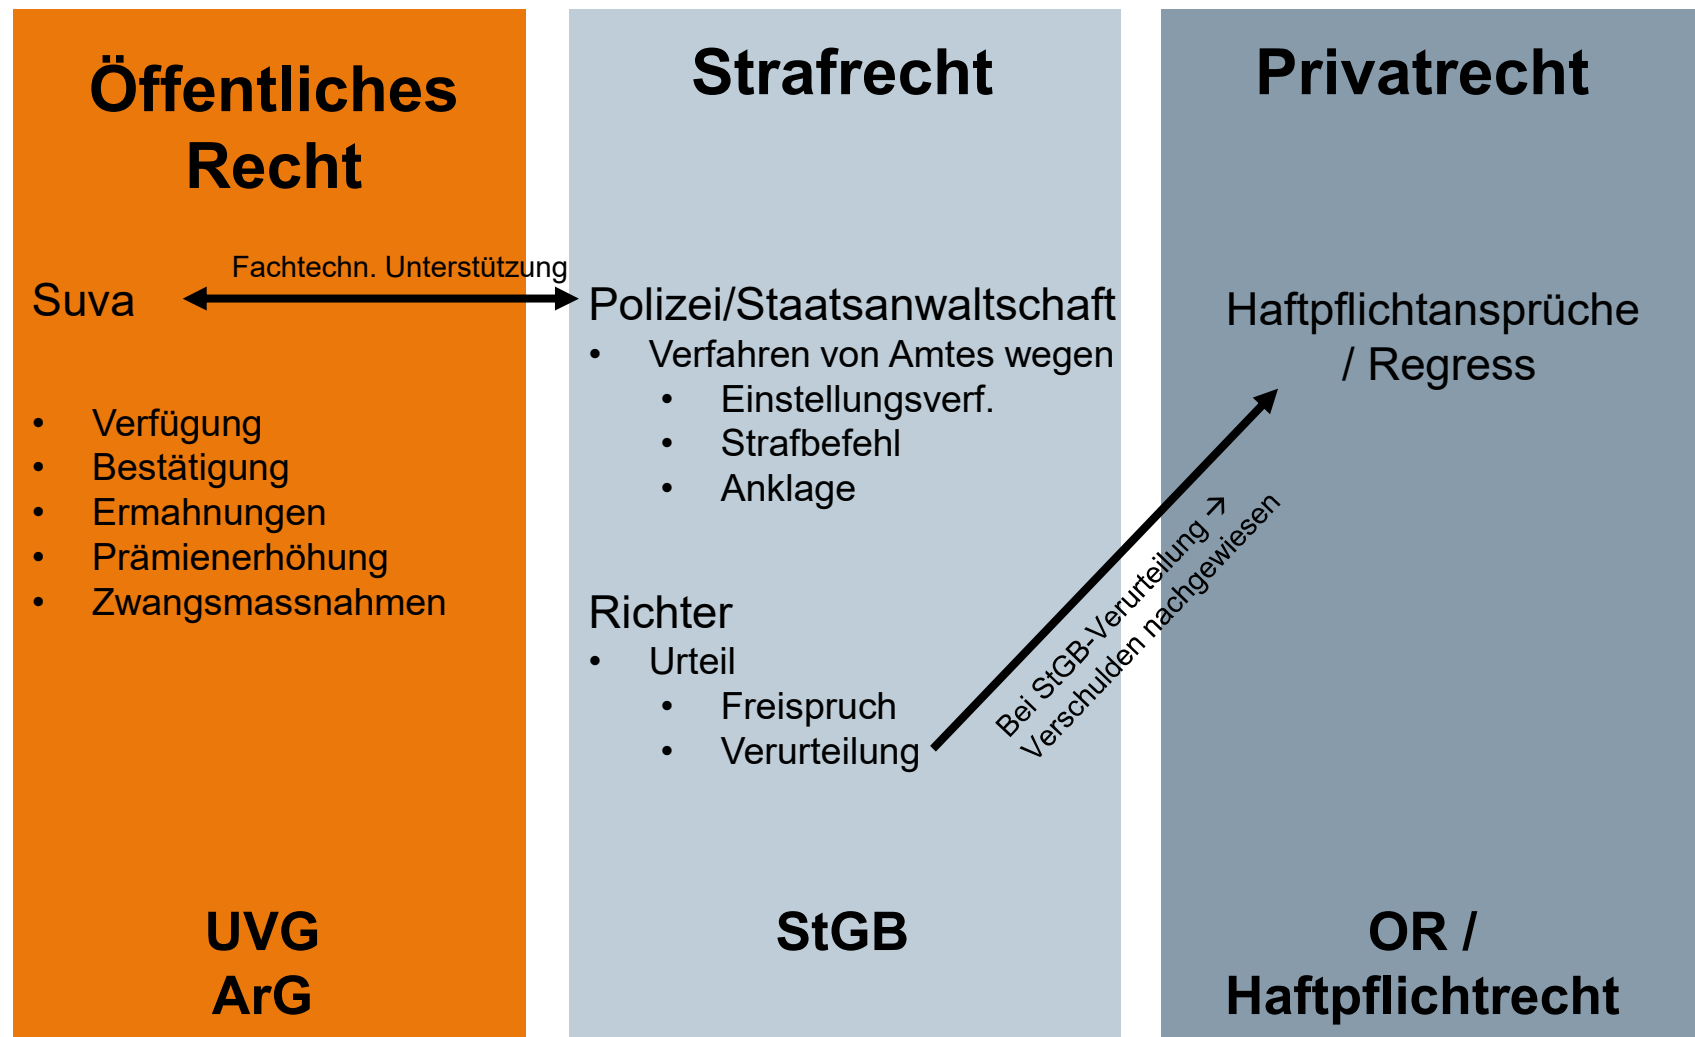 Öffentliches
Recht
Fachtechn. Unterstützung
Suva
• Verfügung
• Bestätigung
• Ermahnungen
• Prämienerhöhung
• Zwangsmassnahmen
UVG
ArG
Strafrecht
Polizei/Staatsanwaltschaft
• Verfahren von Amtes wegen
• Einstellungsverf.
• Strafbefehl
• Anklage
Richter
• Urteil
• Freispruch
• Verurteilung
StGB
Bei StGB-Verurteilung →
Verschulden nachgewiesen
Privatrecht
Haftpflichtansprüche
/ Regress
OR /
Haftpflichtrecht